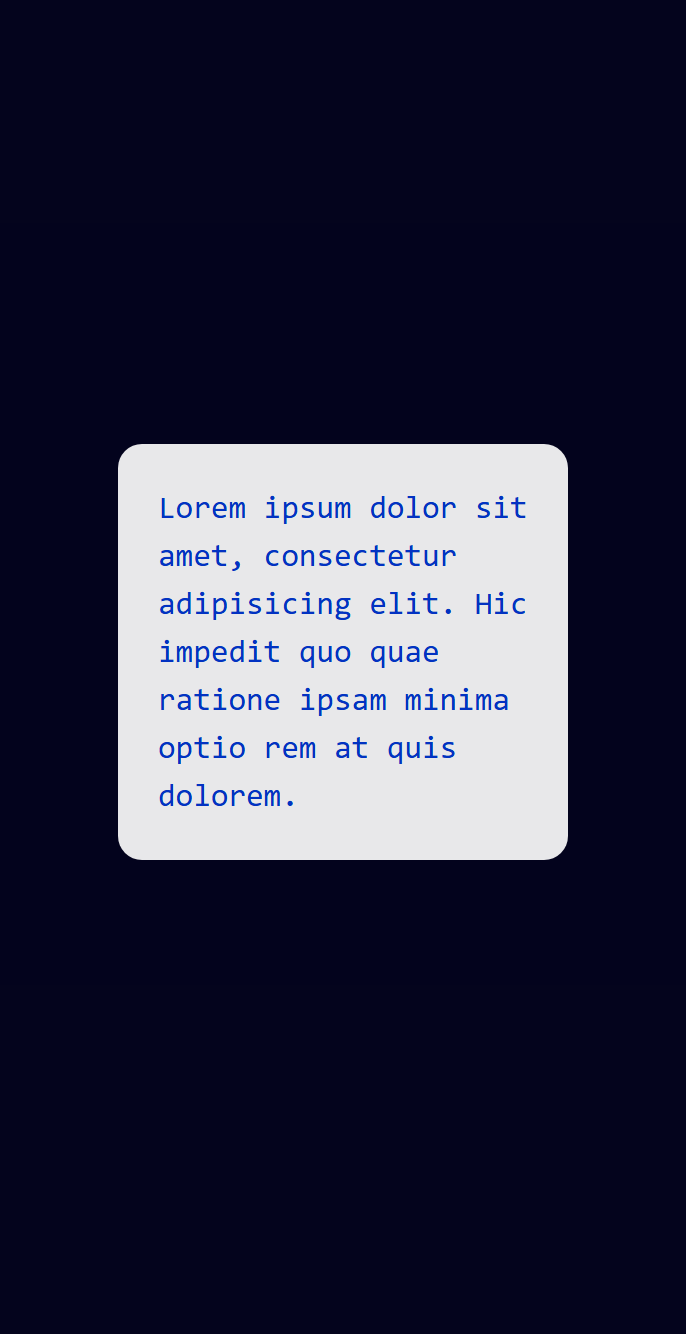 Lorem ipsum dolor sit
amet, consectetur
adipisicing elit. Hic
impedit quo quae
ratione ipsam minima
optio rem at quis
dolorem.